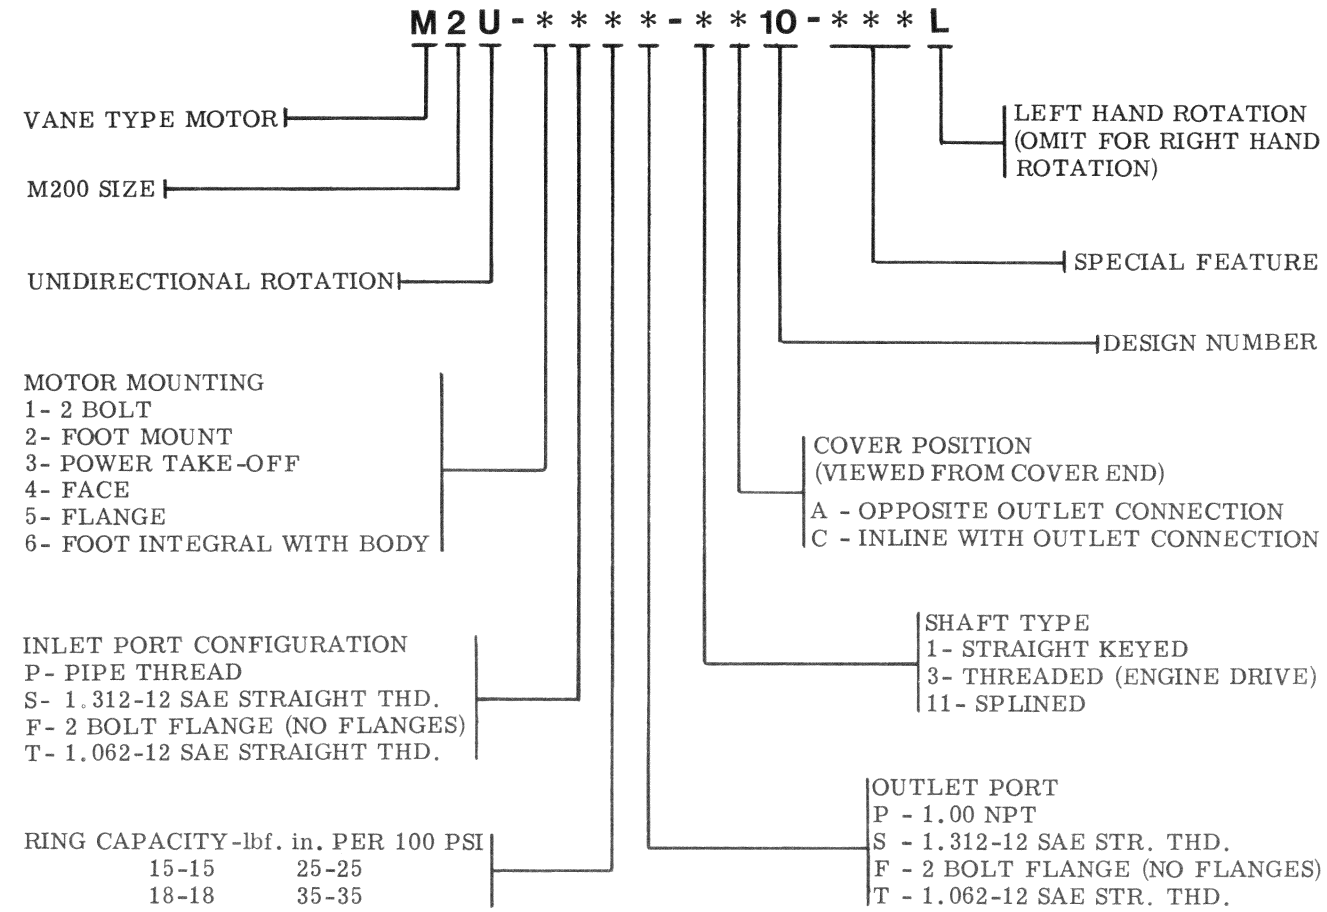 M2U-****-**10-***L
VANE TYPE MOTOR
M200 SIZE
UNIDIRECTIONAL ROTATION
MOTOR MOUNTING
1- 2 BOLT
2- FOOT MOUNT
3- POWER TAKE-OFF
4- FACE
5- FLANGE
6- FOOT INTEGRAL WITH BODY
INLET PORT CONFIGURATION
P- PIPE THREAD
S- 1.312-12 SAE STRAIGHT THD.
F- 2 BOLT FLANGE (NO FLANGES)
T- 1.062-12 SAE STRAIGHT THD.
RING CAPACITY-lbf. in. PER 100 PSI
15-15 25-25
18-18 35-35
LEFT HAND ROTATION
(OMIT FOR RIGHT HAND
ROTATION)
SPECIAL FEATURE
DESIGN NUMBER
COVER POSITION
(VIEWED FROM COVER END)
A - OPPOSITE OUTLET CONNECTION
C - INLINE WITH OUTLET CONNECTION
SHAFT TYPE
1- STRAIGHT KEYED
3- THREADED (ENGINE DRIVE)
11- SPLINED
OUTLET PORT
P - 1.00 NPT
S - 1.312-12 SAE STR. THD.
F - 2 BOLT FLANGE (NO FLANGES)
T - 1.062-12 SAE STR. THD.